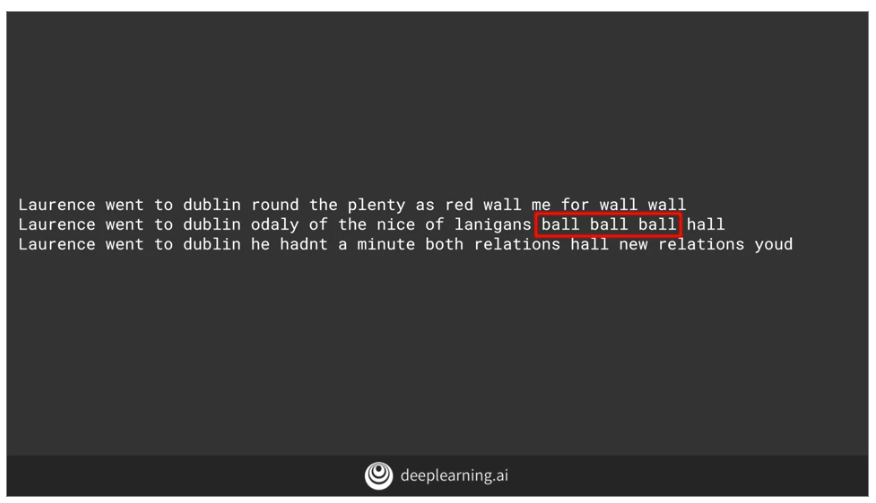 Laurence went to dublin round the plenty as red wall me for wall wall
Laurence went to dublin odaly of the nice of lanigans ball ball ball hall
Laurence went to dublin he hadnt a minute both relations hall new relations youd
deeplearning.ai